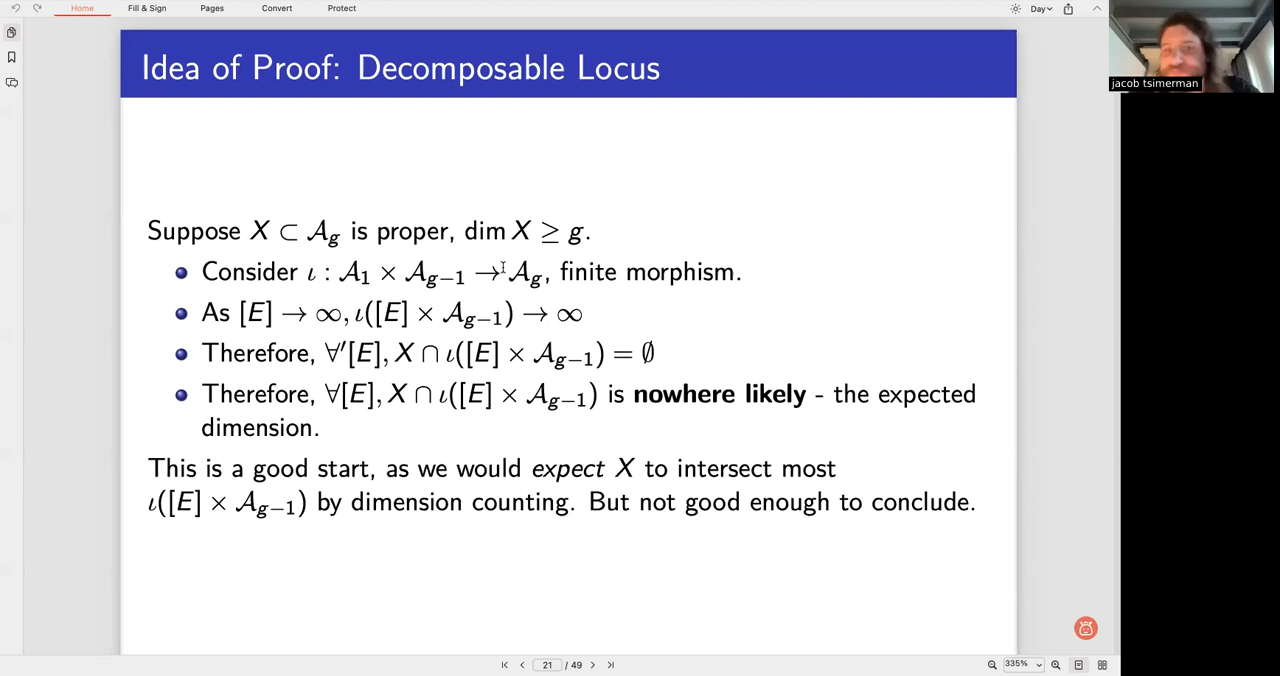 Home
Fill & Sign
Pages
Convert
Protect
Day
jacob tsimerman
Idea of Proof: Decomposable Locus
Suppose X ⊂ 𝒜_g is proper, dim X ≥ g.
Consider ι : 𝒜_1 × 𝒜_{g−1} → 𝒜_g, finite morphism.
As [E] → ∞, ι([E] × 𝒜_{g−1}) → ∞
Therefore, ∀′[E], X ∩ ι([E] × 𝒜_{g−1}) = ∅
Therefore, ∀[E], X ∩ ι([E] × 𝒜_{g−1}) is nowhere likely - the expected
dimension.
This is a good start, as we would expect X to intersect most
ι([E] × 𝒜_{g−1}) by dimension counting. But not good enough to conclude.
21 / 49
335%